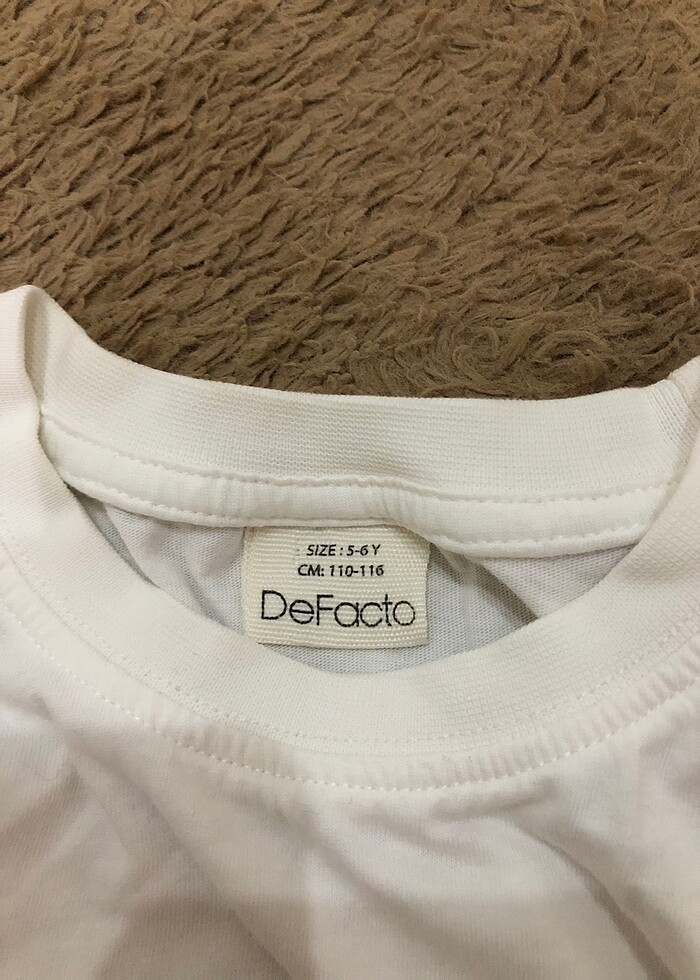 SIZE : 5-6 Y
CM: 110-116
DeFacto